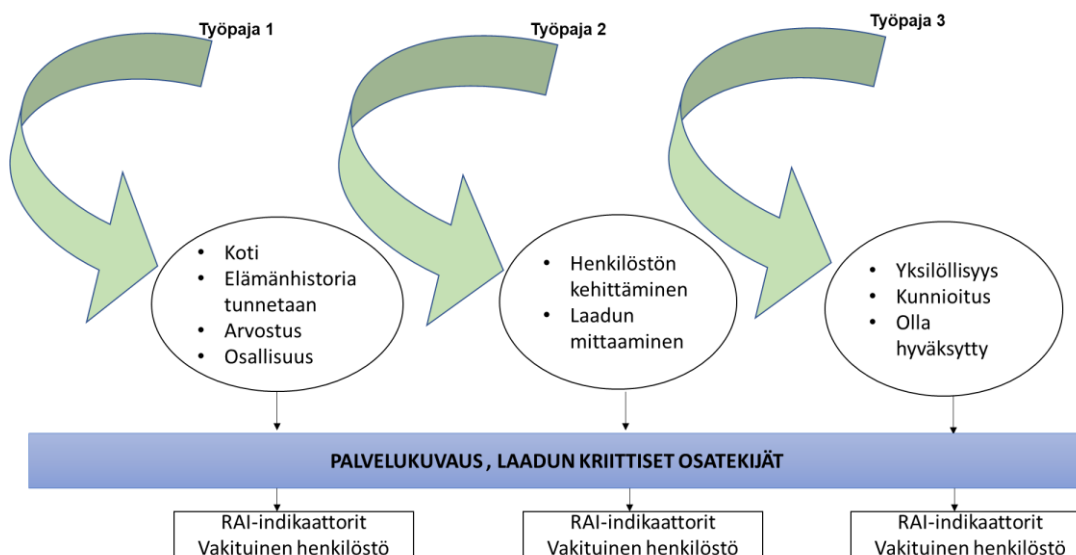 Työpaja 1
Työpaja 2
Työpaja 3
• Koti
• Elämänhistoria
tunnetaan
• Arvostus
• Osallisuus
• Henkilöstön
kehittäminen
• Laadun
mittaaminen
• Yksilöllisyys
• Kunnioitus
• Olla
hyväksytty
PALVELUKUVAUS , LAADUN KRIITTISET OSATEKIJÄT
RAI-indikaattorit
Vakituinen henkilöstö
RAI-indikaattorit
Vakituinen henkilöstö
RAI-indikaattorit
Vakituinen henkilöstö